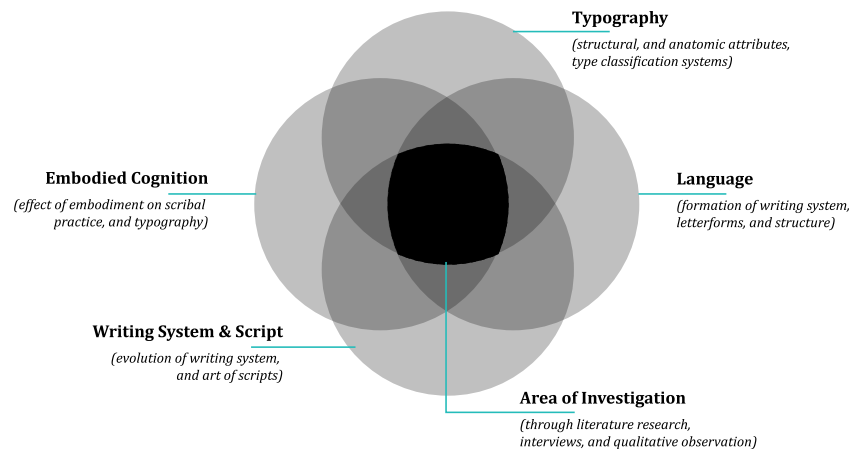 Typography
(structural, and anatomic attributes,
type classification systems)
Embodied Cognition
(effect of embodiment on scribal
practice, and typography)
Language
(formation of writing system,
letterforms, and structure)
Writing System & Script
(evolution of writing system,
and art of scripts)
Area of Investigation
(through literature research,
interviews, and qualitative observation)